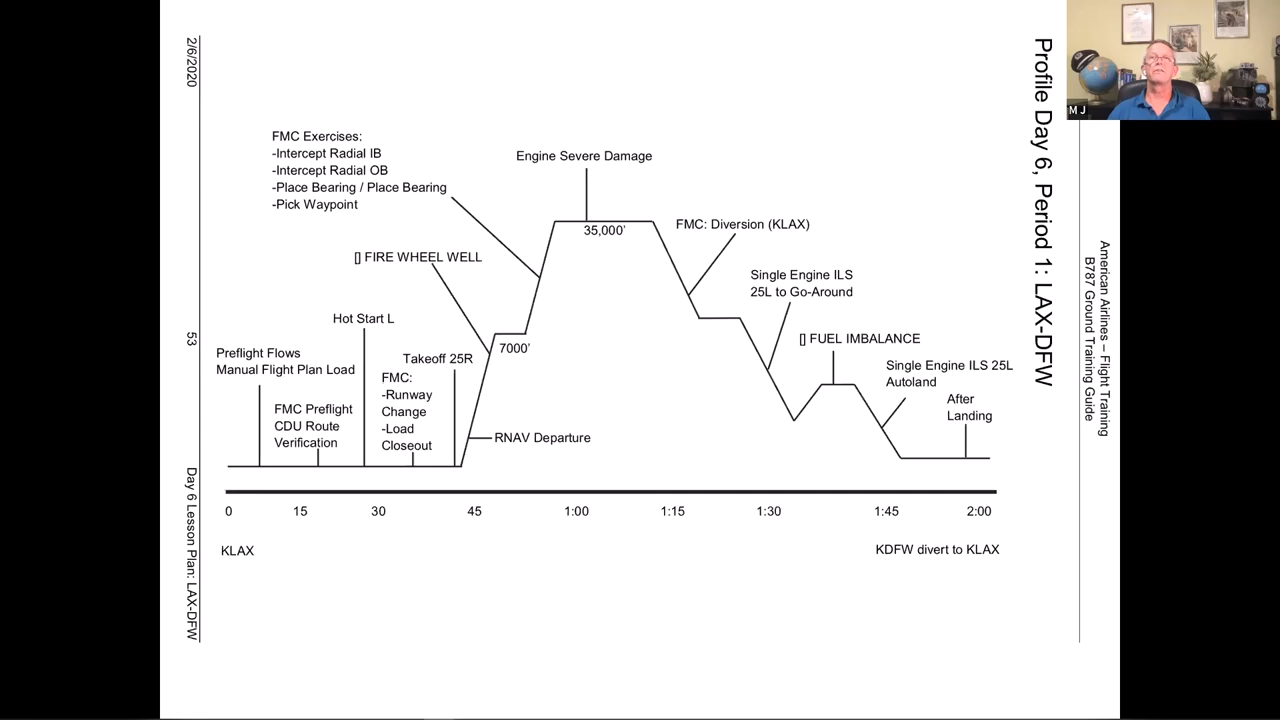 American Airlines – Flight Training
B787 Ground Training Guide
Profile Day 6, Period 1: LAX-DFW
M J
FMC Exercises:
-Intercept Radial IB
-Intercept Radial OB
-Place Bearing / Place Bearing
-Pick Waypoint
Engine Severe Damage
35,000'
FMC: Diversion (KLAX)
[] FIRE WHEEL WELL
Single Engine ILS
25L to Go-Around
Hot Start L
7000'
[] FUEL IMBALANCE
Preflight Flows
Manual Flight Plan Load
Takeoff 25R
Single Engine ILS 25L
Autoland
FMC:
-Runway
Change
-Load
Closeout
FMC Preflight
CDU Route
Verification
After
Landing
RNAV Departure
0 15 30 45 1:00 1:15 1:30 1:45 2:00
KLAX
KDFW divert to KLAX
2/6/2020
53
Day 6 Lesson Plan: LAX-DFW